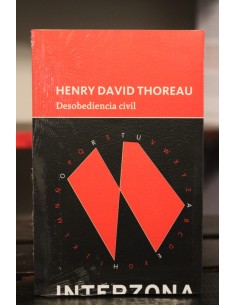 HENRY DAVID THOREAU
Desobediencia civil
INTERZONA